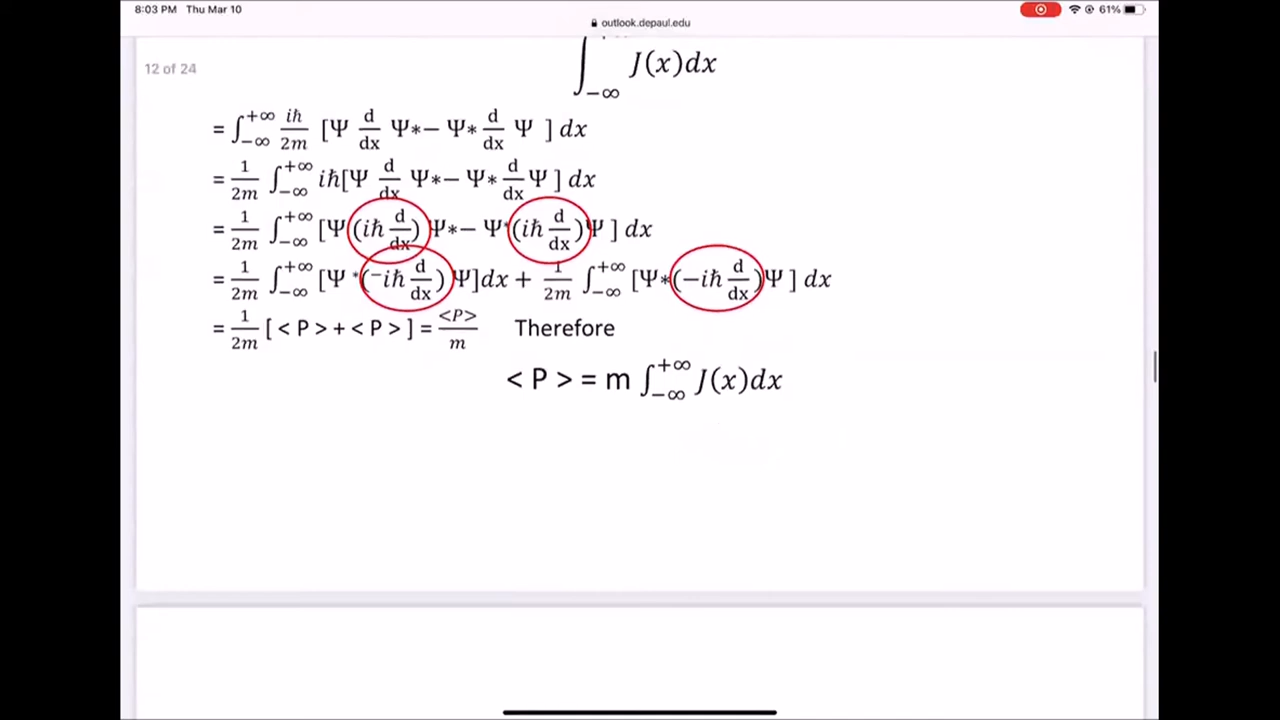 8:03 PM Thu Mar 10 61%
outlook.depaul.edu
12 of 24
∫_{−∞} J(x)dx
= ∫_{−∞}^{+∞} iħ/2m [Ψ d/dx Ψ∗− Ψ∗ d/dx Ψ ] dx
= 1/2m ∫_{−∞}^{+∞} iħ[Ψ d/dx Ψ∗− Ψ∗ d/dx Ψ ] dx
= 1/2m ∫_{−∞}^{+∞} [Ψ (iħ d/dx) Ψ∗− Ψ*(iħ d/dx)Ψ ] dx
= 1/2m ∫_{−∞}^{+∞} [Ψ *(−iħ d/dx)Ψ]dx + 1/2m ∫_{−∞}^{+∞} [Ψ∗(−iħ d/dx)Ψ ] dx
= 1/2m [ < P > + < P > ] = <P>/m Therefore
< P > = m ∫_{−∞}^{+∞} J(x)dx